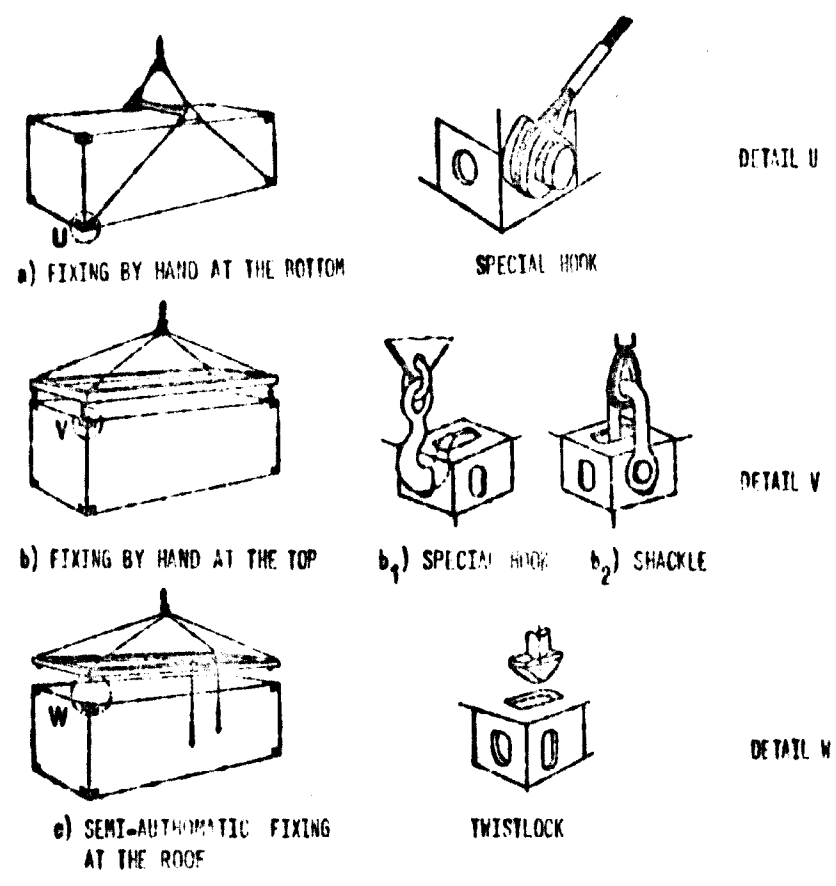 DETAIL U
U
a) FIXING BY HAND AT THE BOTTOM
SPECIAL HOOK
V
DETAIL V
b) FIXING BY HAND AT THE TOP
b1) SPECIAL HOOK
b2) SHACKLE
W
DETAIL W
c) SEMI-AUTHOMATIC FIXING
AT THE ROOF
TWISTLOCK